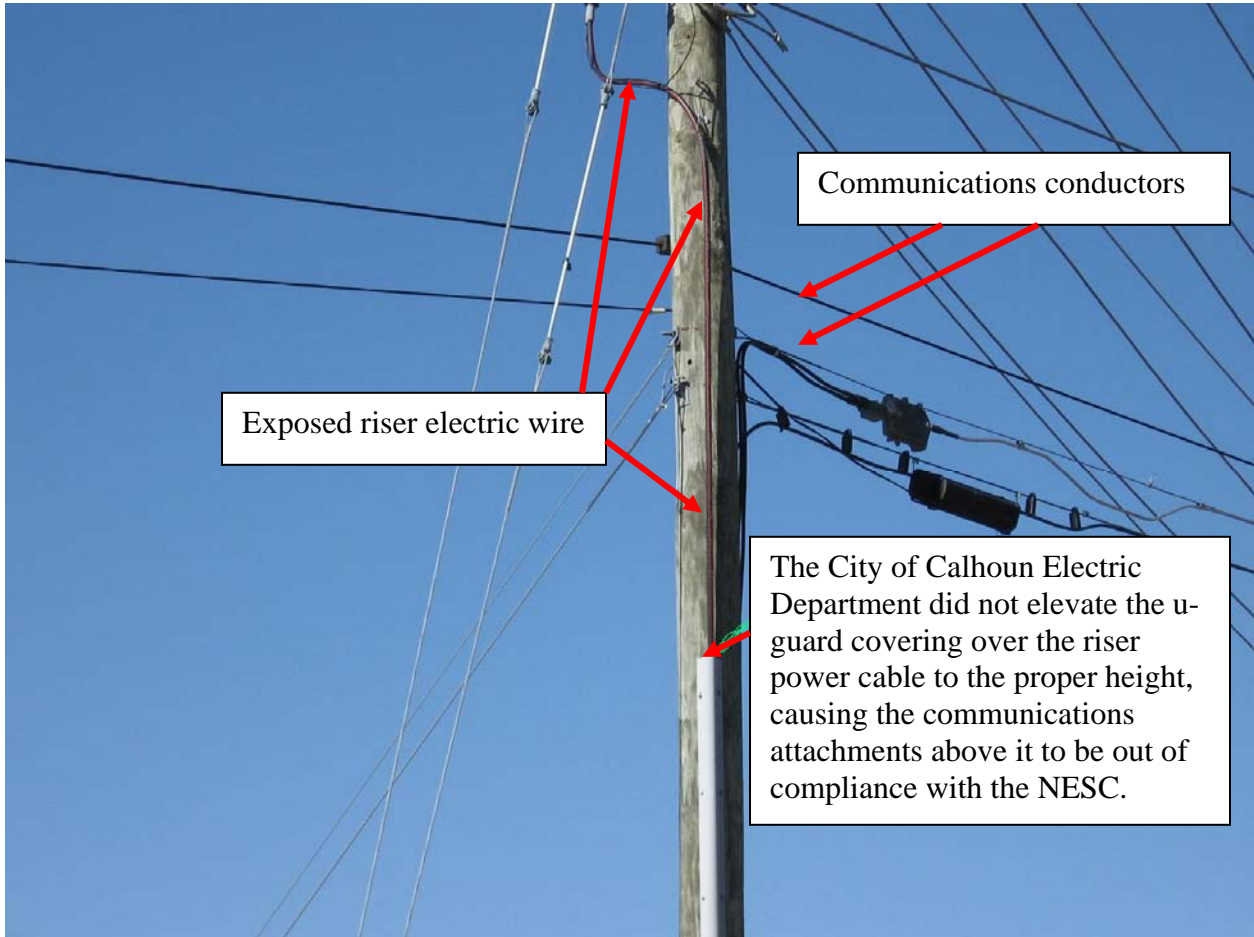 Communications conductors
Exposed riser electric wire
The City of Calhoun Electric
Department did not elevate the u-
guard covering over the riser
power cable to the proper height,
causing the communications
attachments above it to be out of
compliance with the NESC.